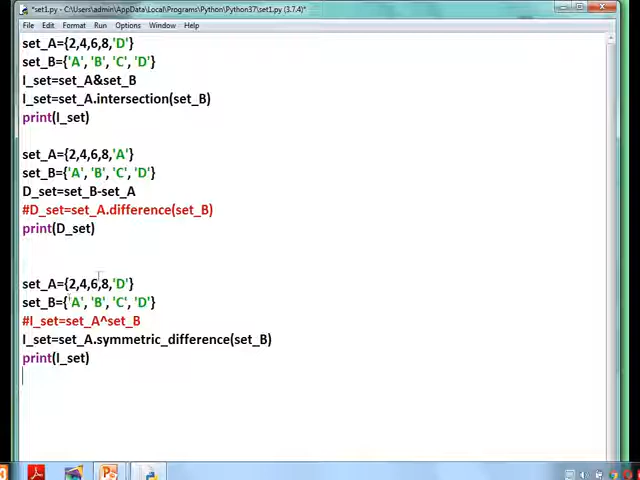 *set1.py - C:\Users\admin\AppData\Local\Programs\Python\Python37\set1.py (3.7.4)*
File Edit Format Run Options Window Help
set_A={2,4,6,8,'D'}
set_B={'A', 'B', 'C', 'D'}
I_set=set_A&set_B
I_set=set_A.intersection(set_B)
print(I_set)
set_A={2,4,6,8,'A'}
set_B={'A', 'B', 'C', 'D'}
D_set=set_B-set_A
#D_set=set_A.difference(set_B)
print(D_set)
set_A={2,4,6,8,'D'}
set_B={'A', 'B', 'C', 'D'}
#I_set=set_A^set_B
I_set=set_A.symmetric_difference(set_B)
print(I_set)